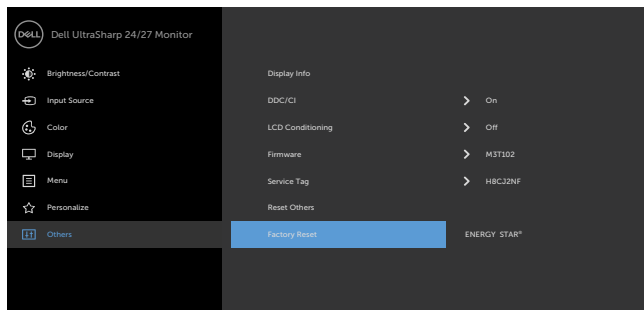 DELL Dell UltraSharp 24/27 Monitor
Brightness/Contrast Display Info
Input Source DDC/CI On
Color LCD Conditioning Off
Display Firmware M3T102
Menu Service Tag H8CJ2NF
Personalize Reset Others
Others Factory Reset ENERGY STAR®